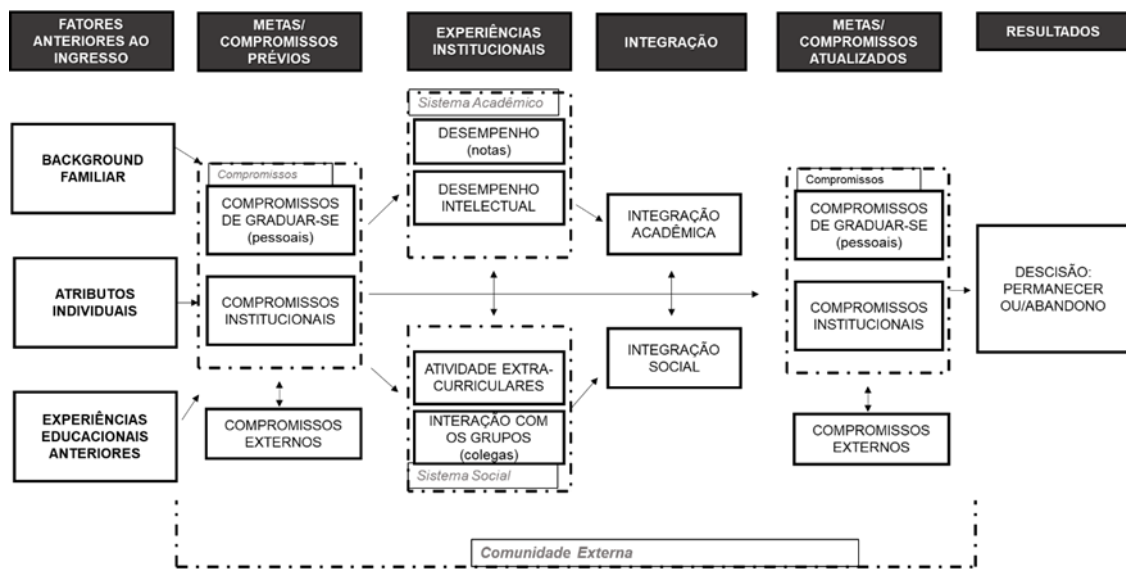 FATORES
ANTERIORES AO
INGRESSO
METAS/
COMPROMISSOS
PRÉVIOS
EXPERIÊNCIAS
INSTITUCIONAIS
INTEGRAÇÃO
METAS/
COMPROMISSOS
ATUALIZADOS
RESULTADOS
BACKGROUND
FAMILIAR
ATRIBUTOS
INDIVIDUAIS
EXPERIÊNCIAS
EDUCACIONAIS
ANTERIORES
Compromissos
COMPROMISSOS
DE GRADUAR-SE
(pessoais)
COMPROMISSOS
INSTITUCIONAIS
COMPROMISSOS
EXTERNOS
Sistema Acadêmico
DESEMPENHO
(notas)
DESEMPENHO
INTELECTUAL
ATIVIDADE EXTRA-
CURRICULARES
INTERAÇÃO COM
OS GRUPOS
(colegas)
Sistema Social
INTEGRAÇÃO
ACADÊMICA
INTEGRAÇÃO
SOCIAL
Compromissos
COMPROMISSOS
DE GRADUAR-SE
(pessoais)
COMPROMISSOS
INSTITUCIONAIS
COMPROMISSOS
EXTERNOS
DESCISÃO:
PERMANECER
OU/ABANDONO
Comunidade Externa